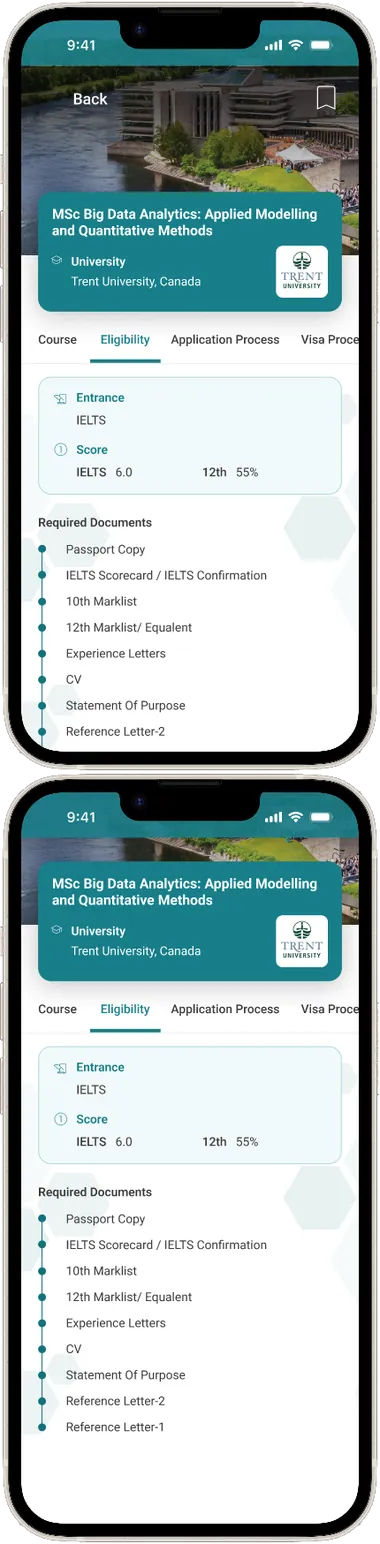 9:41
Back
MSc Big Data Analytics: Applied Modelling
and Quantitative Methods
University
Trent University, Canada
TRENT
UNIVERSITY
Course Eligibility Application Process Visa Proce
Entrance
IELTS
1 Score
IELTS 6.0 12th 55%
Required Documents
Passport Copy
IELTS Scorecard / IELTS Confirmation
10th Marklist
12th Marklist/ Equalent
Experience Letters
CV
Statement Of Purpose
Reference Letter-2
9:41
MSc Big Data Analytics: Applied Modelling
and Quantitative Methods
University
Trent University, Canada
TRENT
UNIVERSITY
Course Eligibility Application Process Visa Proce
Entrance
IELTS
1 Score
IELTS 6.0 12th 55%
Required Documents
Passport Copy
IELTS Scorecard / IELTS Confirmation
10th Marklist
12th Marklist/ Equalent
Experience Letters
CV
Statement Of Purpose
Reference Letter-2
Reference Letter-1